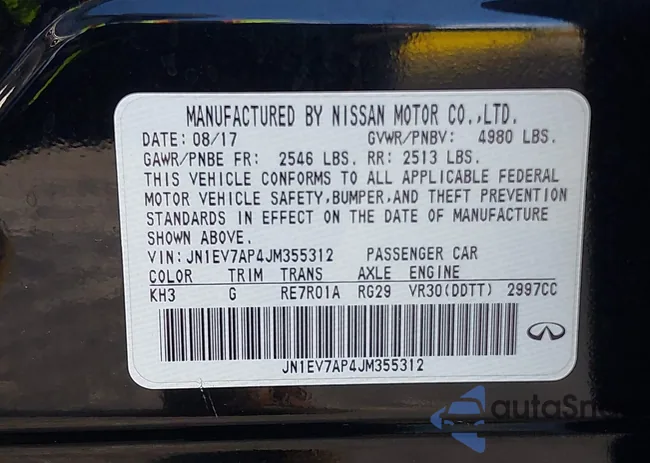 MANUFACTURED BY NISSAN MOTOR CO.,LTD.
DATE: 08/17 GVWR/PNBV: 4980 LBS.
GAWR/PNBE FR: 2546 LBS. RR: 2513 LBS.
THIS VEHICLE CONFORMS TO ALL APPLICABLE FEDERAL
MOTOR VEHICLE SAFETY,BUMPER,AND THEFT PREVENTION
STANDARDS IN EFFECT ON THE DATE OF MANUFACTURE
SHOWN ABOVE.
VIN:JN1EV7AP4JM355312 PASSENGER CAR
COLOR TRIM TRANS AXLE ENGINE
KH3 G RE7R01A RG29 VR30(DDTT) 2997CC
JN1EV7AP4JM355312